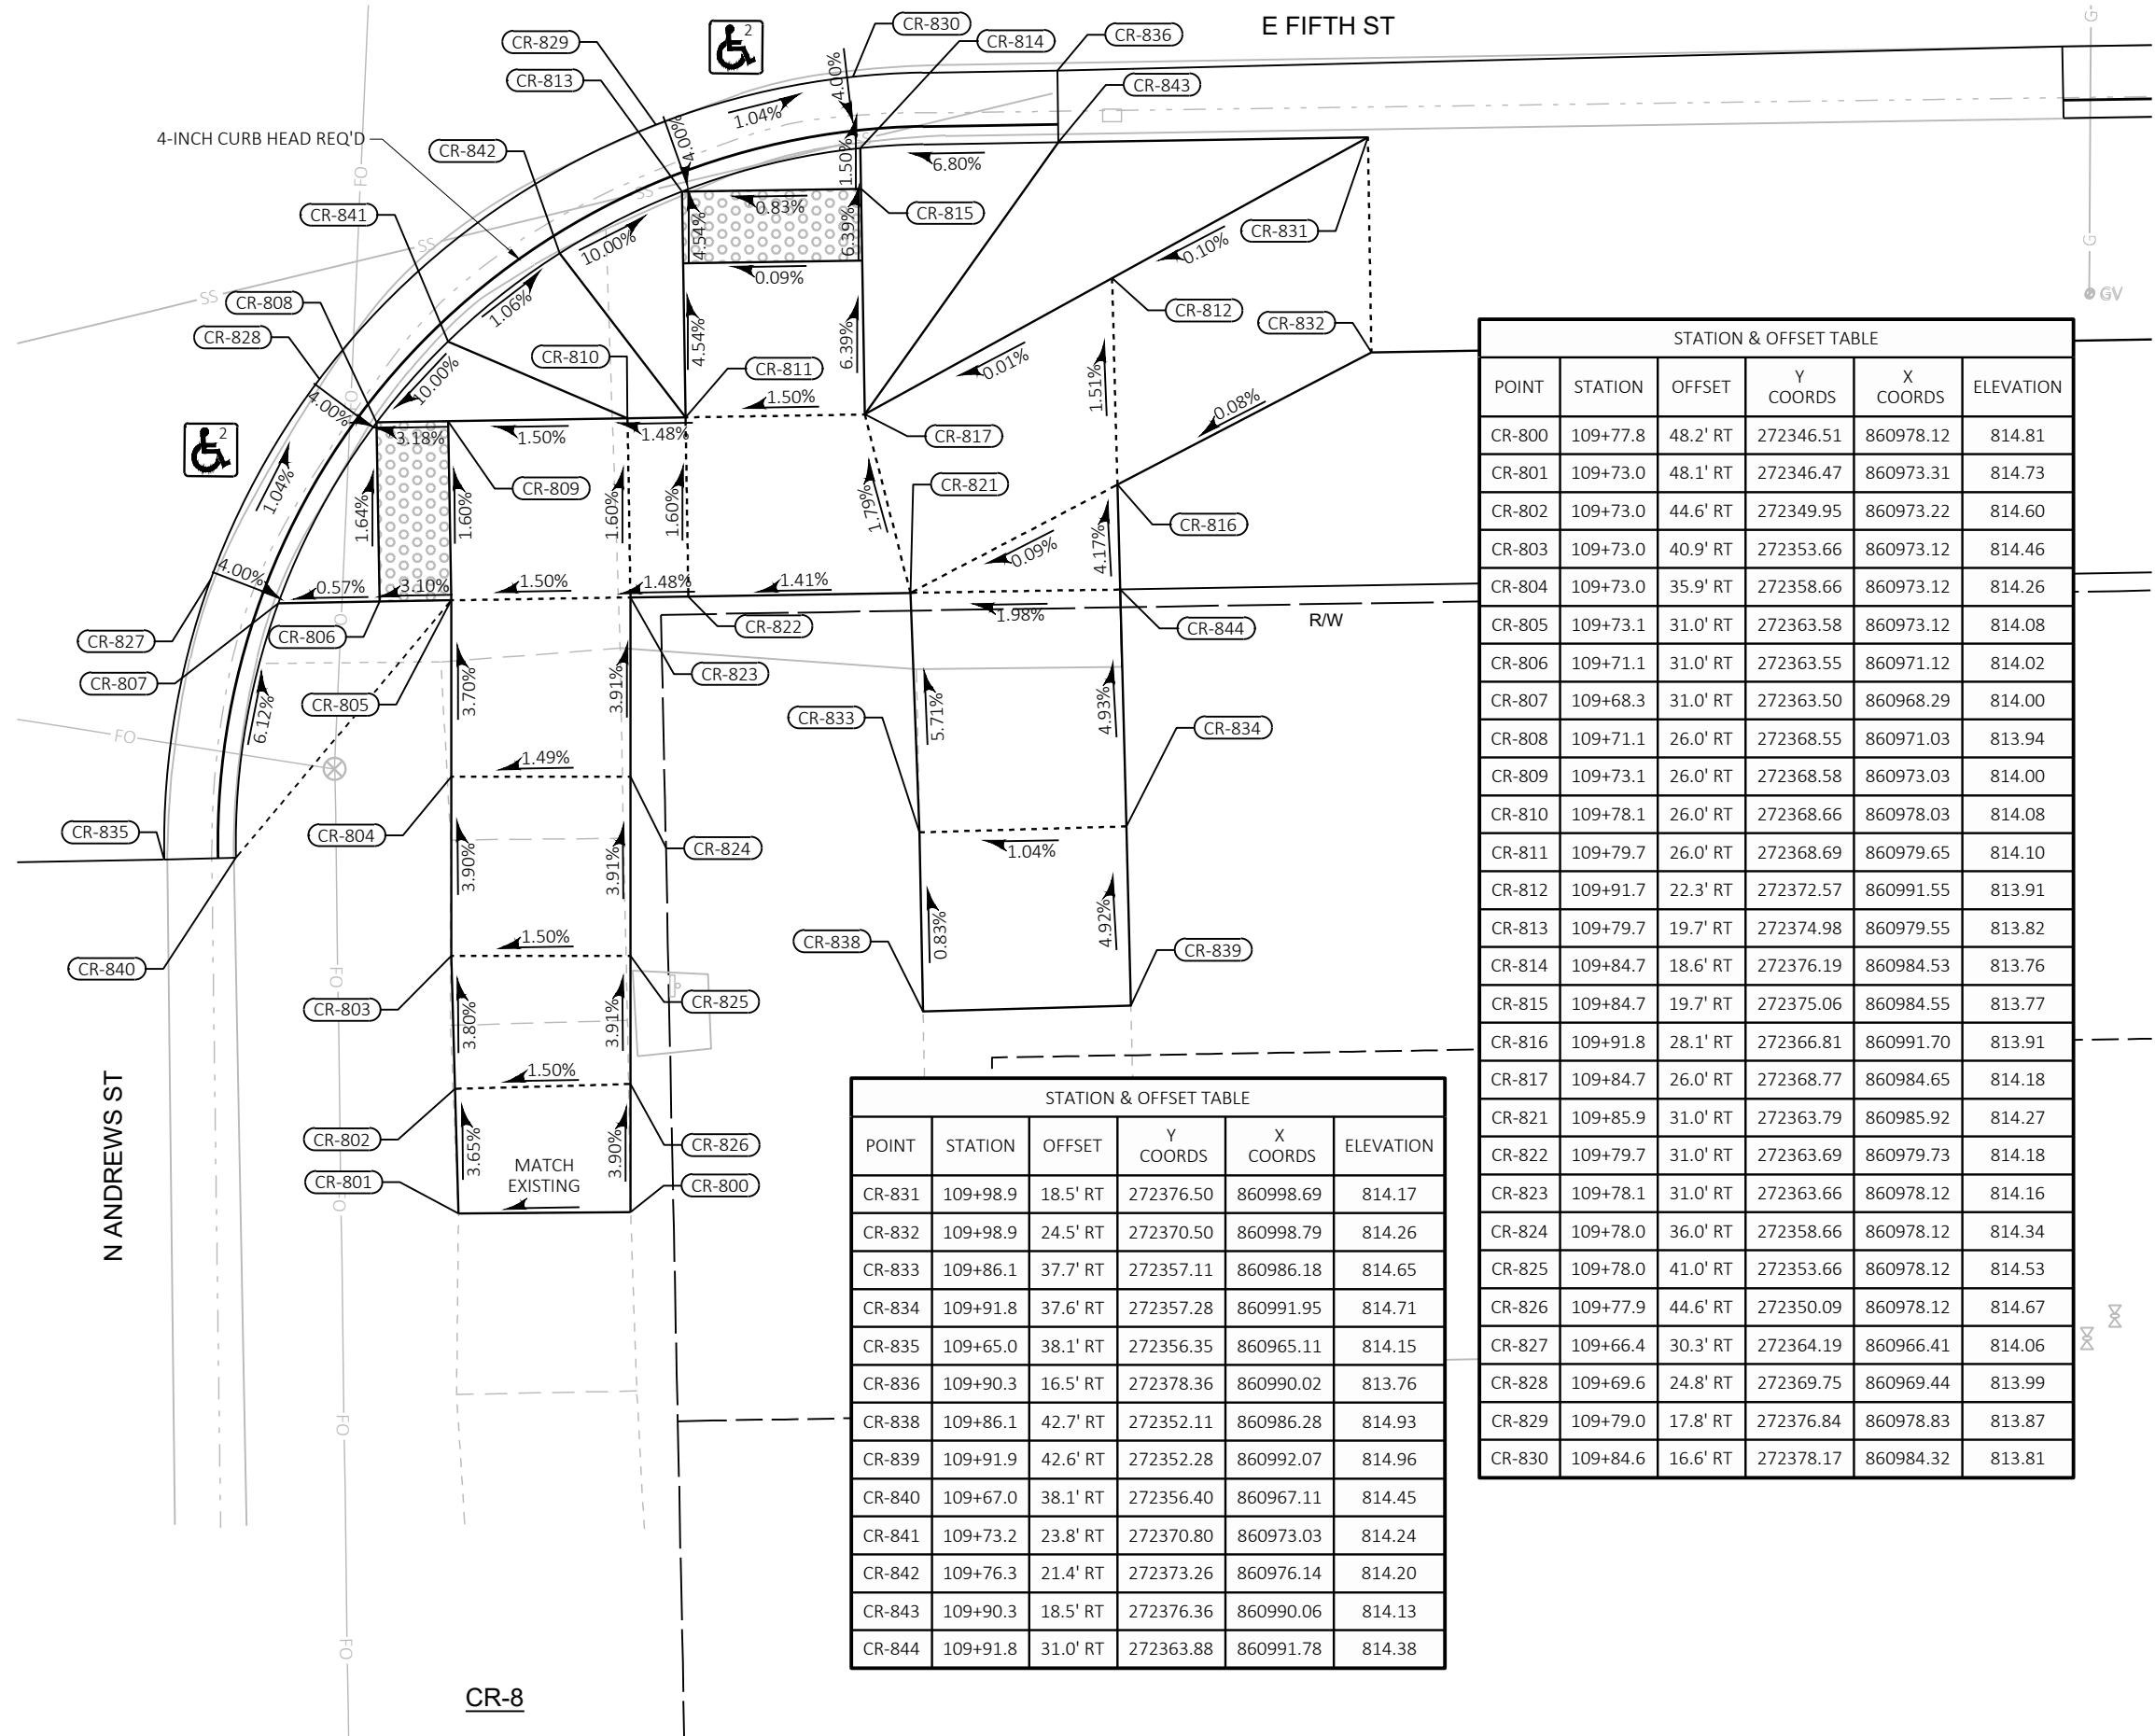 E FIFTH ST
CR-830
CR-829
CR-814
CR-836
2
CR-813
CR-843
4.00%
1.04%
4.00%
4-INCH CURB HEAD REQ'D
CR-842
1.50%
6.80%
FO
SS
0.83%
CR-841
CR-815
CR-831
4.54%
6.39%
10.00%
0.10%
SS
G
G
0.09%
SS
CR-808
1.06%
CR-812
GV
CR-828
CR-810
4.54%
6.39%
CR-832
0.01%
CR-811
1.51%
10.00%
4.00%
1.50%
0.08%
2
3.18%
1.50%
1.48%
CR-817
1.04%
CR-809
CR-821
1.64%
1.60%
1.60%
1.60%
1.79%
CR-816
0.09%
4.17%
4.00%
0.57%
3.10%
1.50%
1.48%
1.41%
1.98%
R/W
CR-827
CR-806
CR-822
CR-844
CR-807
CR-805
CR-823
6.12%
3.70%
3.91%
5.71%
4.93%
CR-833
CR-834
FO
1.49%
CR-835
CR-804
CR-824
1.04%
3.90%
3.91%
0.83%
4.92%
1.50%
CR-838
CR-839
CR-840
FO
CR-803
CR-825
3.80%
3.91%
1.50%
CR-802
CR-826
3.65%
3.90%
MATCH
EXISTING
CR-801
CR-800
FO
N ANDREWS ST
FO
FO
CR-8
STATION & OFFSET TABLE
POINT STATION OFFSET Y COORDS X COORDS ELEVATION
CR-800 109+77.8 48.2' RT 272346.51 860978.12 814.81
CR-801 109+73.0 48.1' RT 272346.47 860973.31 814.73
CR-802 109+73.0 44.6' RT 272349.95 860973.22 814.60
CR-803 109+73.0 40.9' RT 272353.66 860973.12 814.46
CR-804 109+73.0 35.9' RT 272358.66 860973.12 814.26
CR-805 109+73.1 31.0' RT 272363.58 860973.12 814.08
CR-806 109+71.1 31.0' RT 272363.55 860971.12 814.02
CR-807 109+68.3 31.0' RT 272363.50 860968.29 814.00
CR-808 109+71.1 26.0' RT 272368.55 860971.03 813.94
CR-809 109+73.1 26.0' RT 272368.58 860973.03 814.00
CR-810 109+78.1 26.0' RT 272368.66 860978.03 814.08
CR-811 109+79.7 26.0' RT 272368.69 860979.65 814.10
CR-812 109+91.7 22.3' RT 272372.57 860991.55 813.91
CR-813 109+79.7 19.7' RT 272374.98 860979.55 813.82
CR-814 109+84.7 18.6' RT 272376.19 860984.53 813.76
CR-815 109+84.7 19.7' RT 272375.06 860984.55 813.77
CR-816 109+91.8 28.1' RT 272366.81 860991.70 813.91
CR-817 109+84.7 26.0' RT 272368.77 860984.65 814.18
CR-821 109+85.9 31.0' RT 272363.79 860985.92 814.27
CR-822 109+79.7 31.0' RT 272363.69 860979.73 814.18
CR-823 109+78.1 31.0' RT 272363.66 860978.12 814.16
CR-824 109+78.0 36.0' RT 272358.66 860978.12 814.34
CR-825 109+78.0 41.0' RT 272353.66 860978.12 814.53
CR-826 109+77.9 44.6' RT 272350.09 860978.12 814.67
CR-827 109+66.4 30.3' RT 272364.19 860966.41 814.06
CR-828 109+69.6 24.8' RT 272369.75 860969.44 813.99
CR-829 109+79.0 17.8' RT 272376.84 860978.83 813.87
CR-830 109+84.6 16.6' RT 272378.17 860984.32 813.81
STATION & OFFSET TABLE
POINT STATION OFFSET Y COORDS X COORDS ELEVATION
CR-831 109+98.9 18.5' RT 272376.50 860998.69 814.17
CR-832 109+98.9 24.5' RT 272370.50 860998.79 814.26
CR-833 109+86.1 37.7' RT 272357.11 860986.18 814.65
CR-834 109+91.8 37.6' RT 272357.28 860991.95 814.71
CR-835 109+65.0 38.1' RT 272356.35 860965.11 814.15
CR-836 109+90.3 16.5' RT 272378.36 860990.02 813.76
CR-838 109+86.1 42.7' RT 272352.11 860986.28 814.93
CR-839 109+91.9 42.6' RT 272352.28 860992.07 814.96
CR-840 109+67.0 38.1' RT 272356.40 860967.11 814.45
CR-841 109+73.2 23.8' RT 272370.80 860973.03 814.24
CR-842 109+76.3 21.4' RT 272373.26 860976.14 814.20
CR-843 109+90.3 18.5' RT 272376.36 860990.06 814.13
CR-844 109+91.8 31.0' RT 272363.88 860991.78 814.38